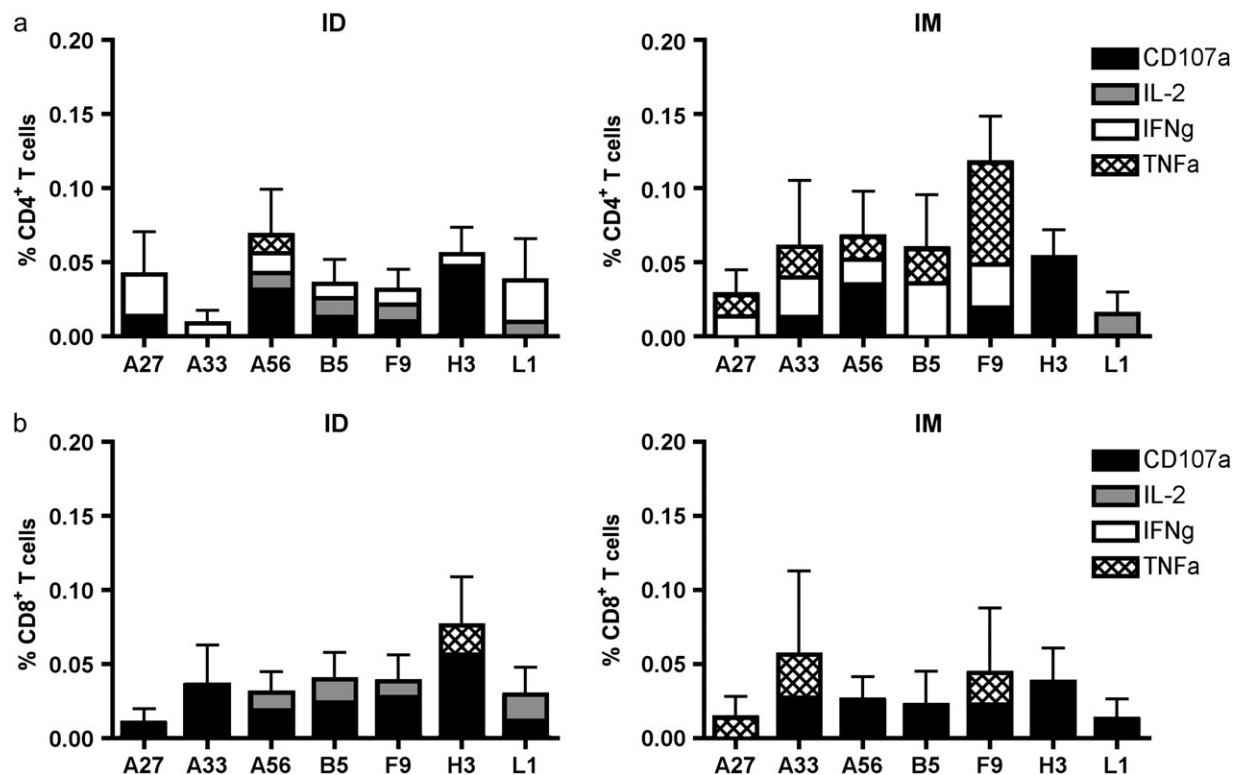 a
ID
IM
% CD4+ T cells
0.20
0.15
0.10
0.05
0.00
A27 A33 A56 B5 F9 H3 L1
% CD4+ T cells
0.20
0.15
0.10
0.05
0.00
A27 A33 A56 B5 F9 H3 L1
CD107a
IL-2
IFNg
TNFa
b
ID
IM
% CD8+ T cells
0.20
0.15
0.10
0.05
0.00
A27 A33 A56 B5 F9 H3 L1
% CD8+ T cells
0.20
0.15
0.10
0.05
0.00
A27 A33 A56 B5 F9 H3 L1
CD107a
IL-2
IFNg
TNFa